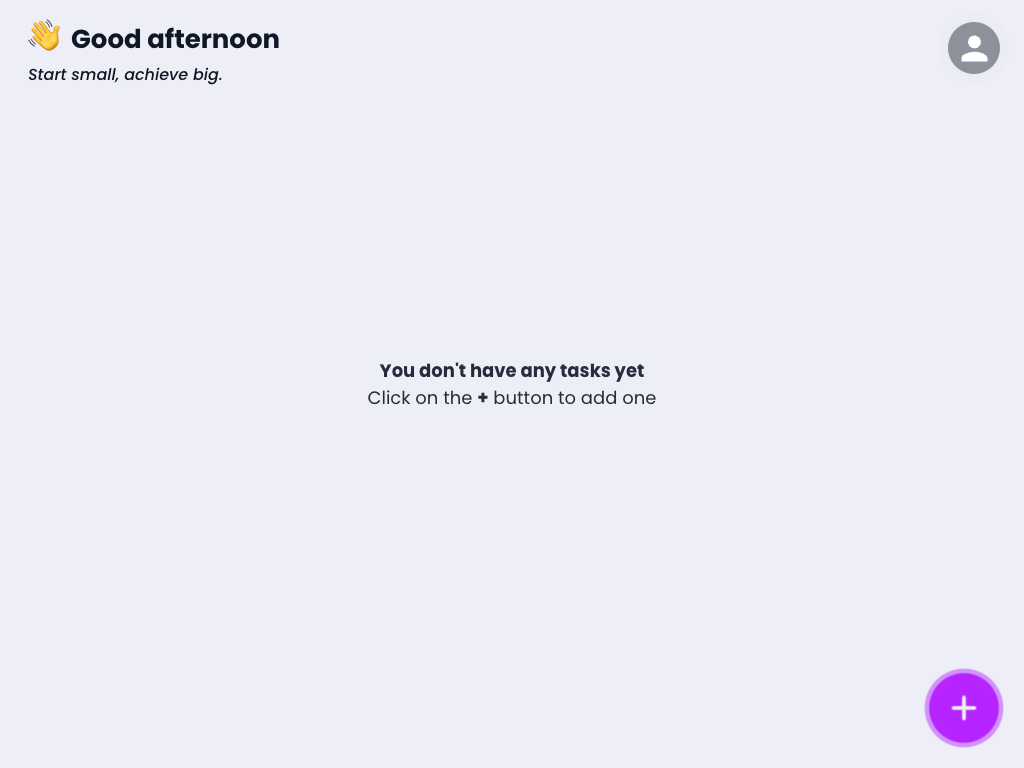 Good afternoon
Start small, achieve big.
You don't have any tasks yet
Click on the + button to add one